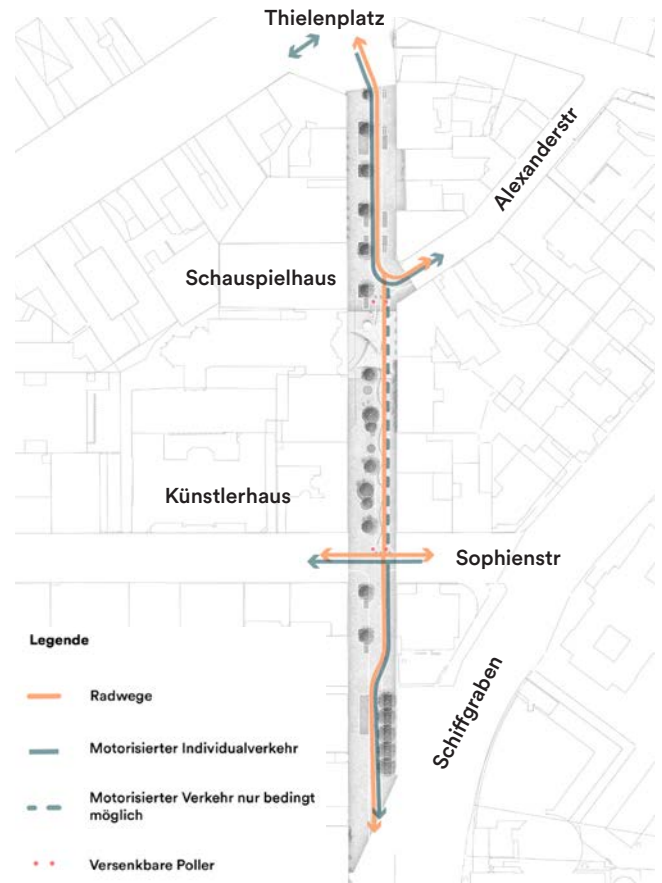 Thielenplatz
Alexanderstr
Schauspielhaus
Künstlerhaus
Sophienstr
Schiffgraben
Legende
Radwege
Motorisierter Individualverkehr
Motorisierter Verkehr nur bedingt
möglich
Versenkbare Poller